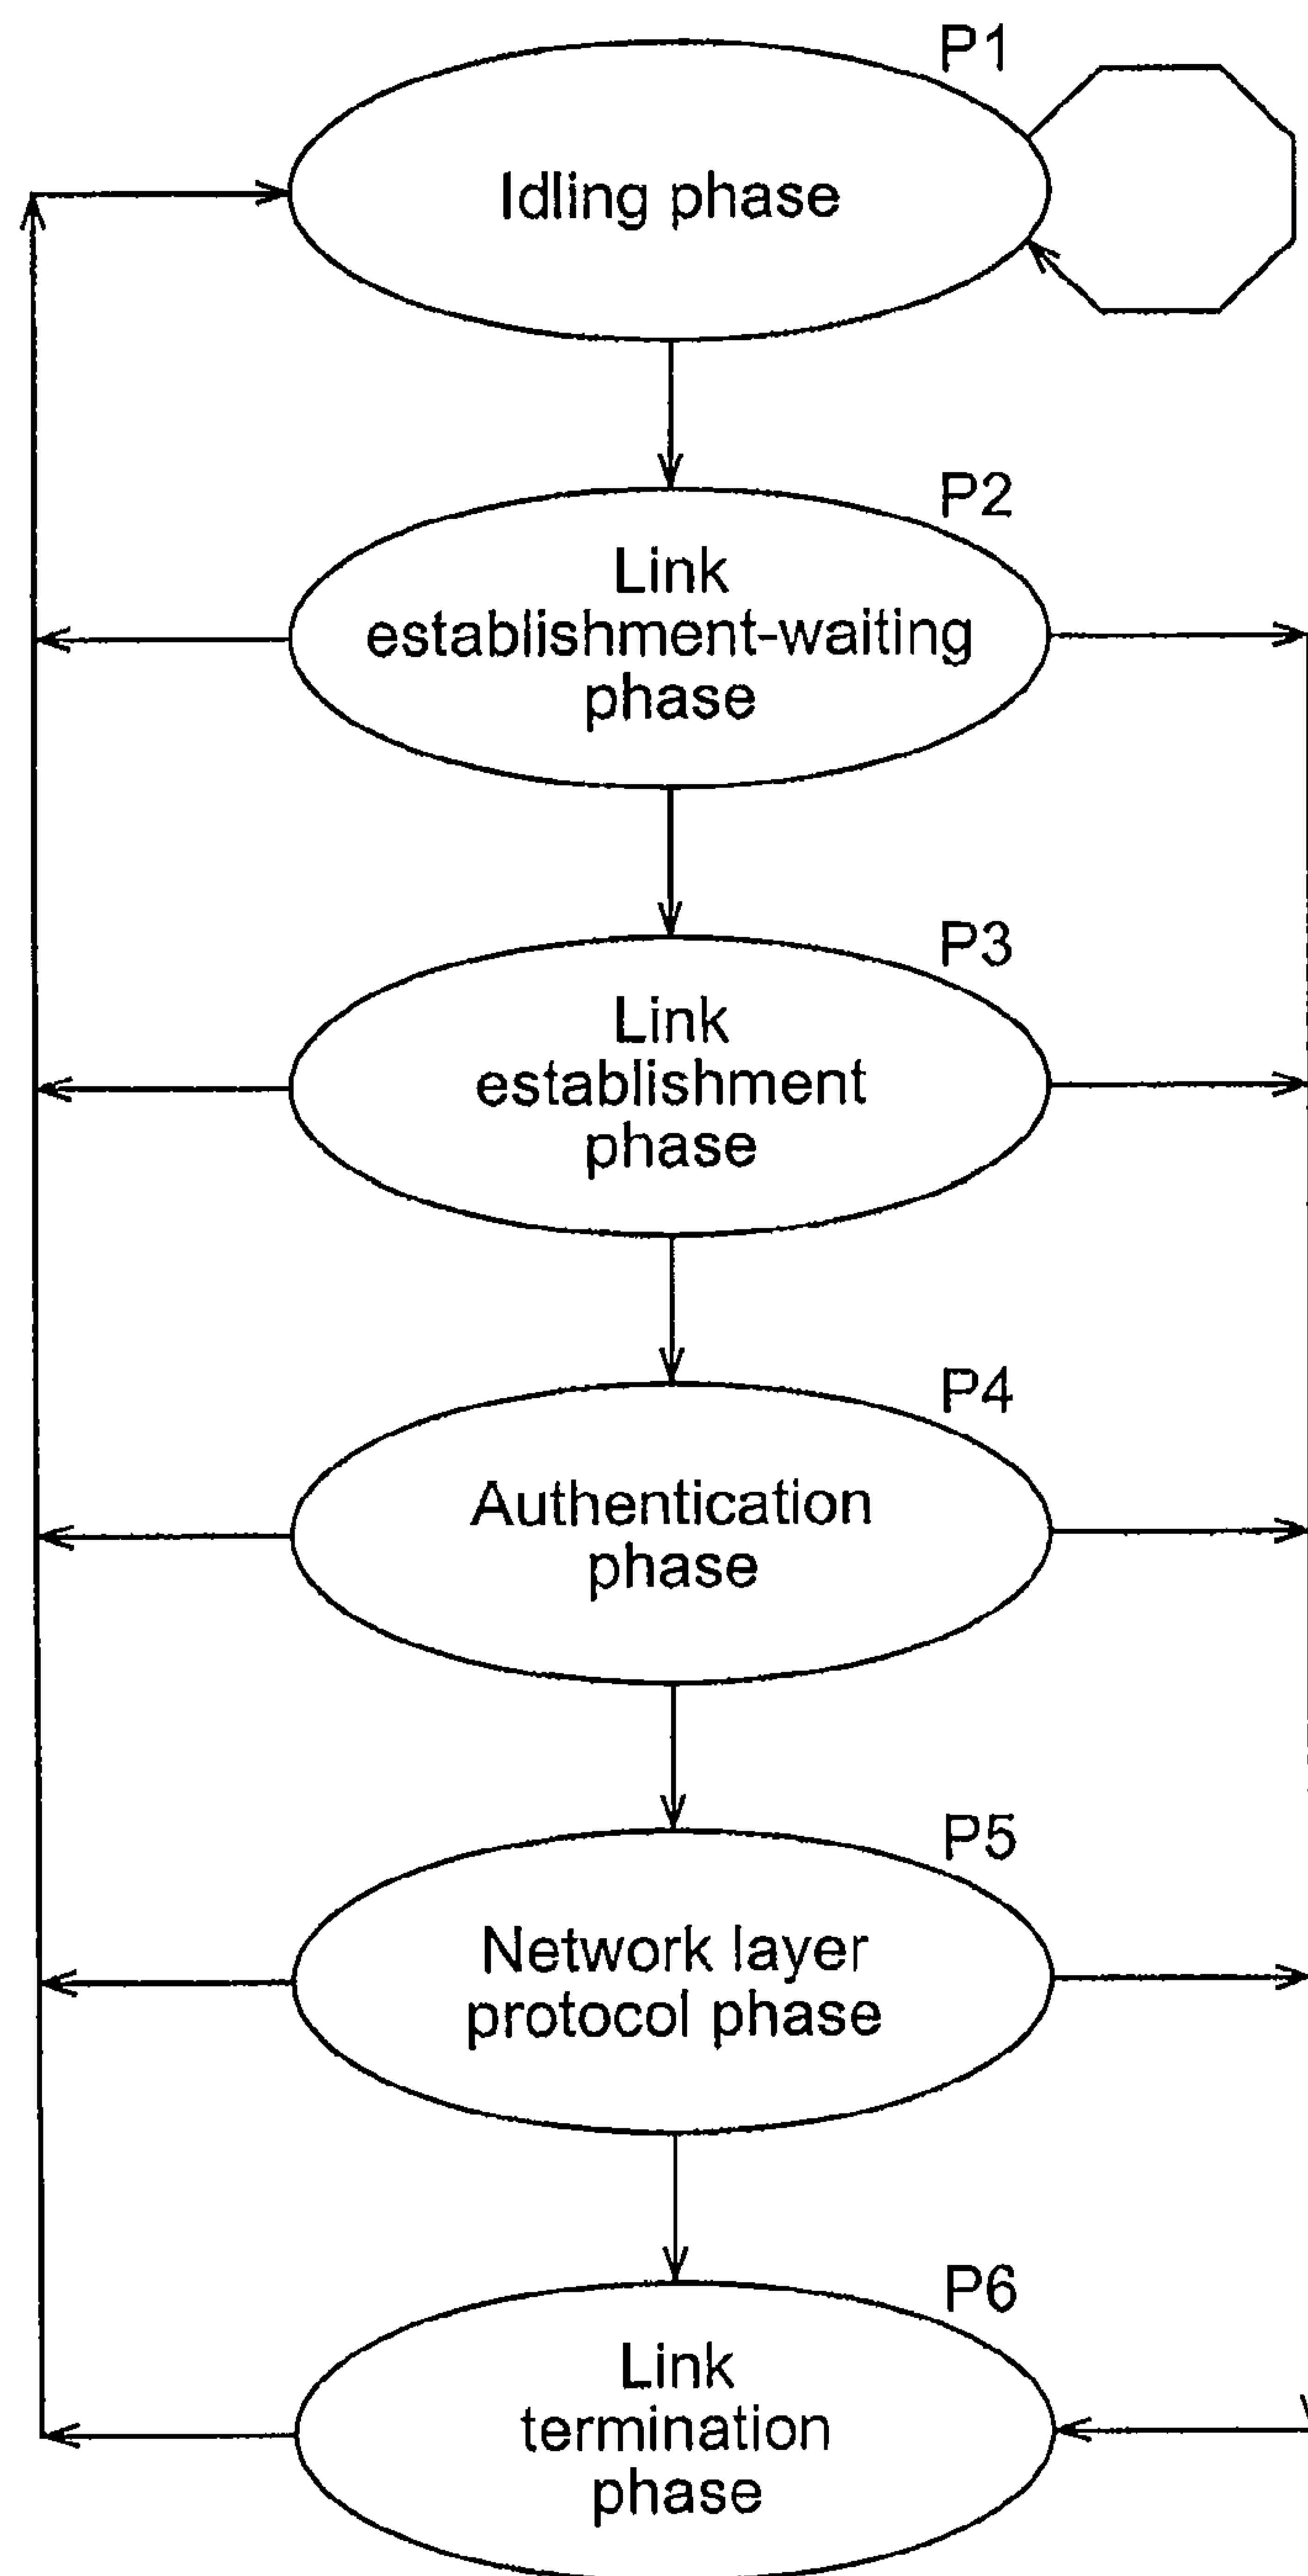 P1
Idling phase
P2
Link
establishment-waiting
phase
P3
Link
establishment
phase
P4
Authentication
phase
P5
Network layer
protocol phase
P6
Link
termination
phase